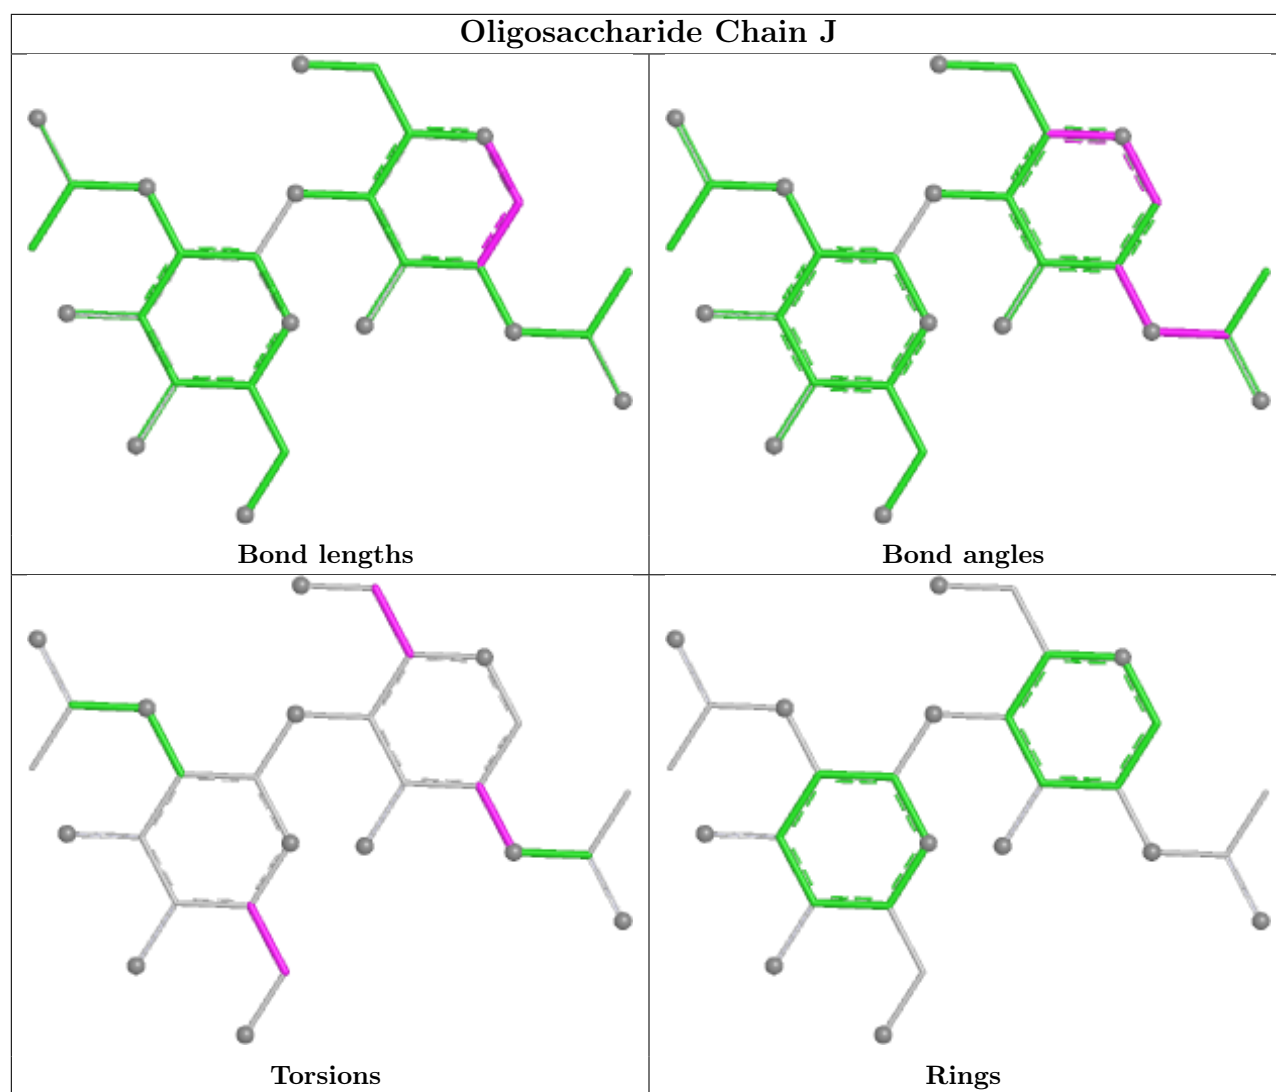 Oligosaccharide Chain J
Bond lengths
Bond angles
Torsions
Rings